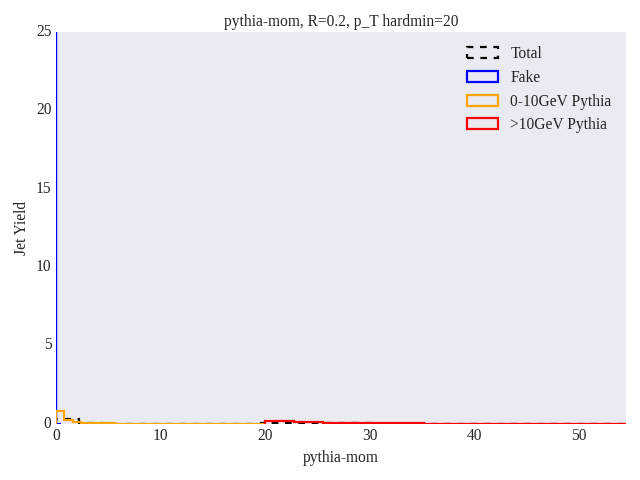 pythia-mom, R=0.2, p_T hardmin=20
25
20
15
10
5
0
Jet Yield
Total
Fake
0-10GeV Pythia
>10GeV Pythia
0 10 20 30 40 50
pythia-mom